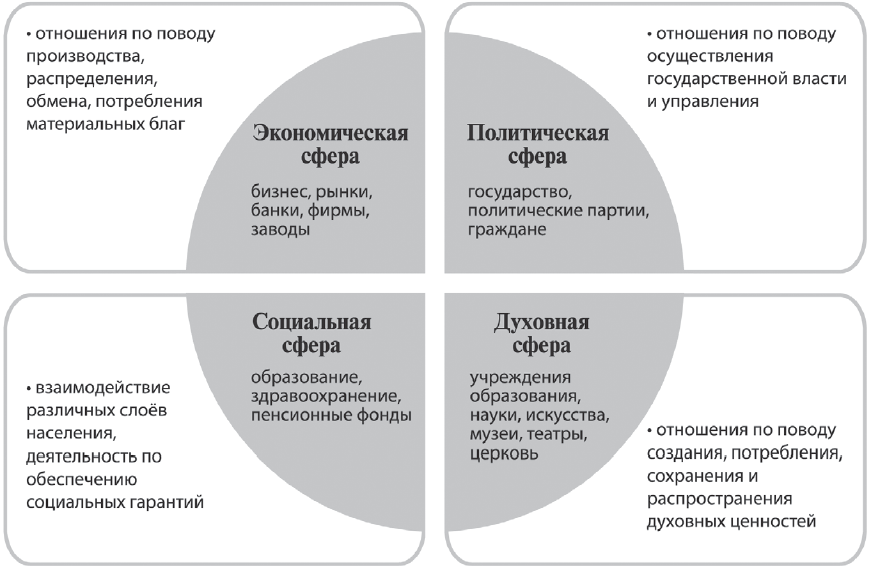 • отношения по поводу
производства,
распределения,
обмена, потребления
материальных благ
Экономическая
сфера
бизнес, рынки,
банки, фирмы,
заводы
• отношения по поводу
осуществления
государственной власти
и управления
Политическая
сфера
государство,
политические партии,
граждане
• взаимодействие
различных слоёв
населения,
деятельность по
обеспечению
социальных гарантий
Социальная
сфера
образование,
здравоохранение,
пенсионные фонды
Духовная
сфера
учреждения
образования,
науки, искусства,
музеи, театры,
церковь
• отношения по поводу
создания, потребления,
сохранения и
распространения
духовных ценностей